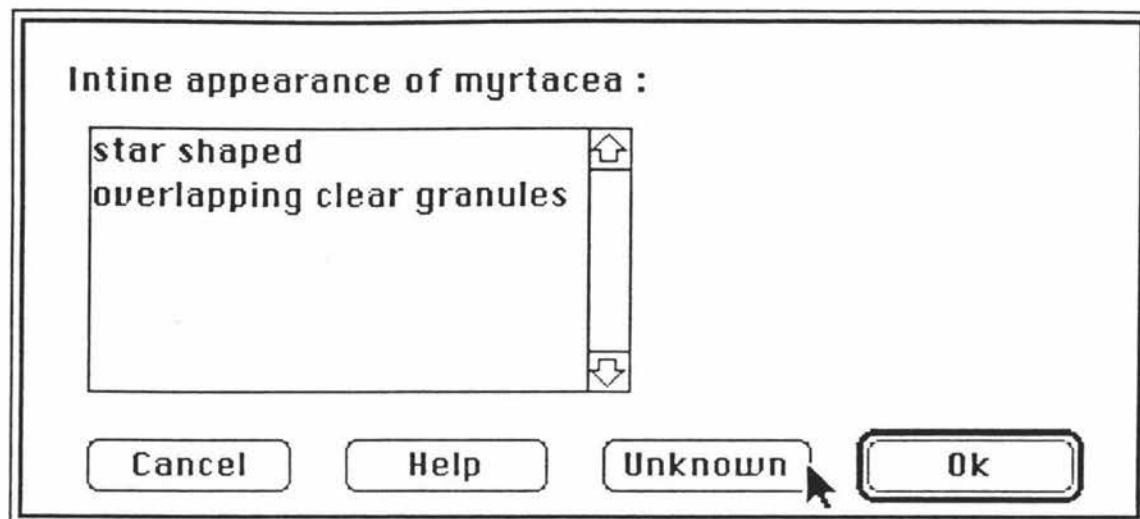 Intine appearance of myrtacea :
star shaped
overlapping clear granules
Cancel Help Unknown Ok